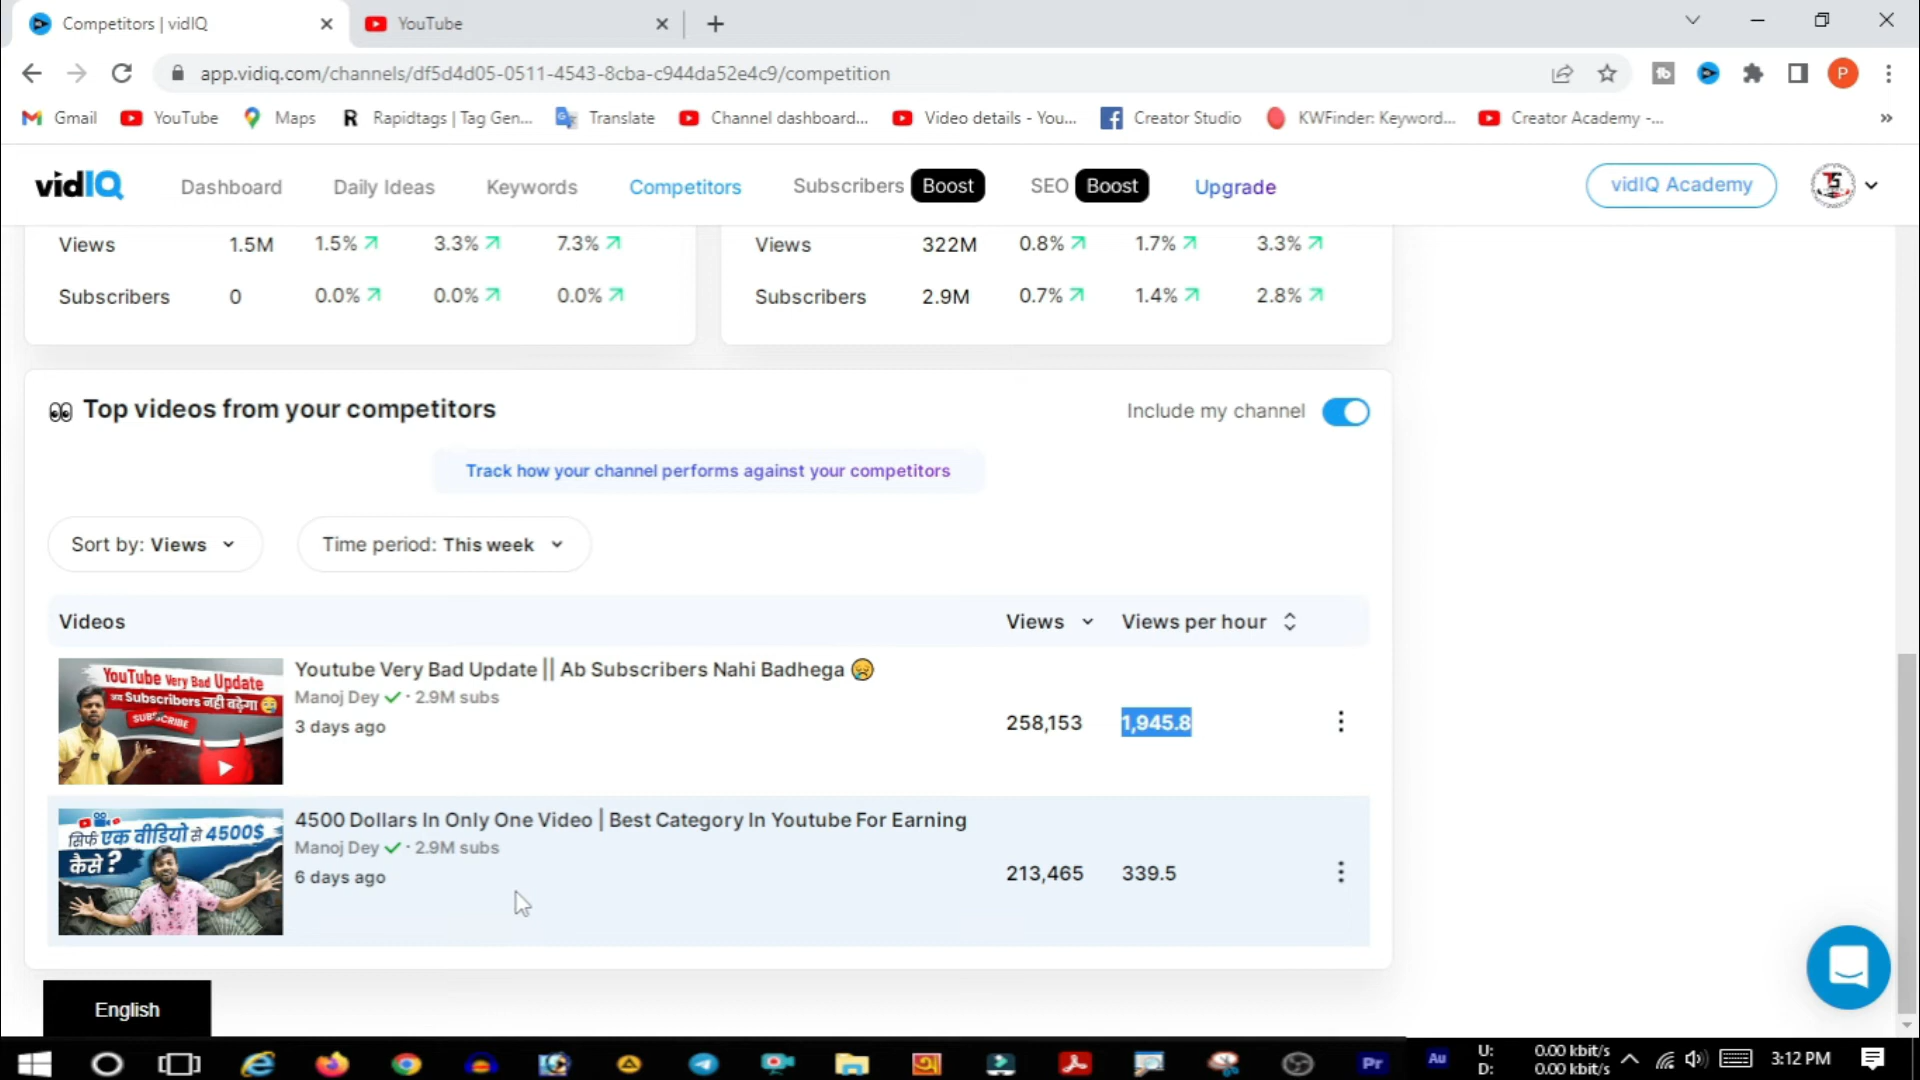 Competitors | vidIQ
YouTube
app.vidiq.com/channels/df5d4d05-0511-4543-8cba-c944da52e4c9/competition
P
Gmail YouTube Maps Rapidtags | Tag Gen... Translate Channel dashboard... Video details - You... Creator Studio KWFinder: Keyword... Creator Academy -...
vidIQ Dashboard Daily Ideas Keywords Competitors Subscribers Boost SEO Boost Upgrade vidIQ Academy
Views 1.5M 1.5% 3.3% 7.3%
Subscribers 0 0.0% 0.0% 0.0%
Views 322M 0.8% 1.7% 3.3%
Subscribers 2.9M 0.7% 1.4% 2.8%
👀 Top videos from your competitors
Include my channel
Track how your channel performs against your competitors
Sort by: Views
Time period: This week
Videos Views Views per hour
YouTube Very Bad Update
अब Subscribers नहीं बढ़ेगा 😢
SUBSCRIBE
Youtube Very Bad Update || Ab Subscribers Nahi Badhega 😥
Manoj Dey ✔ · 2.9M subs
3 days ago
258,153 1,945.8
सिर्फ एक वीडियो से 4500$
कैसे ?
4500 Dollars In Only One Video | Best Category In Youtube For Earning
Manoj Dey ✔ · 2.9M subs
6 days ago
213,465 339.5
English
Pr
Au
U: 0.00 kbit/s
D: 0.00 kbit/s
3:12 PM